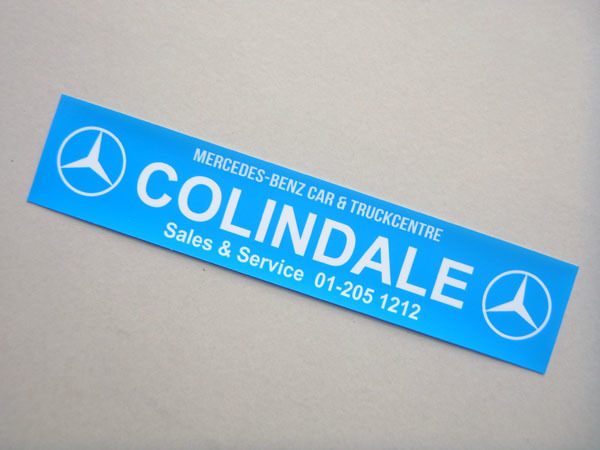 MERCEDES-BENZ CAR & TRUCKCENTRE
COLINDALE
Sales & Service 01-205 1212